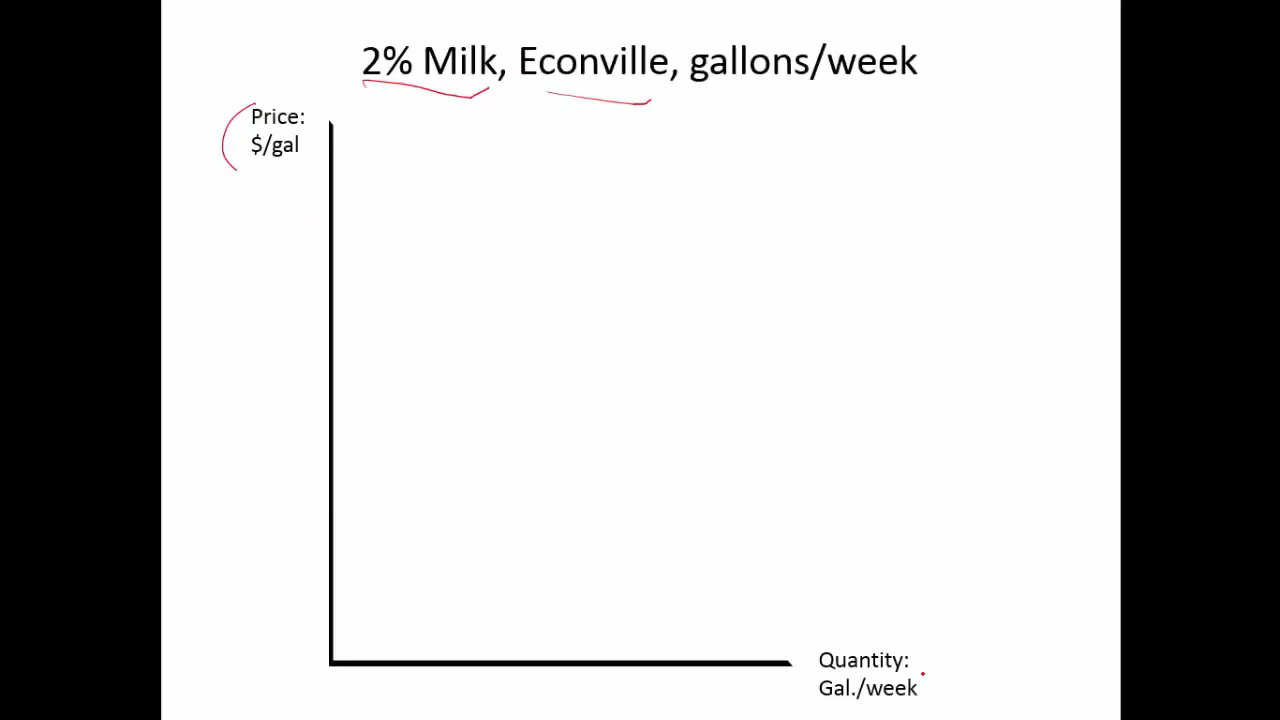 2% Milk, Econville, gallons/week
Price:
$/gal
Quantity:
Gal./week